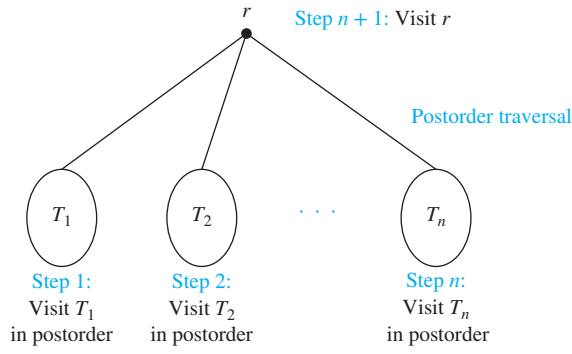 r
Step n + 1: Visit r
Postorder traversal
T₁
T₂
· · ·
Tₙ
Step 1:
Visit T₁
in postorder
Step 2:
Visit T₂
in postorder
Step n:
Visit Tₙ
in postorder